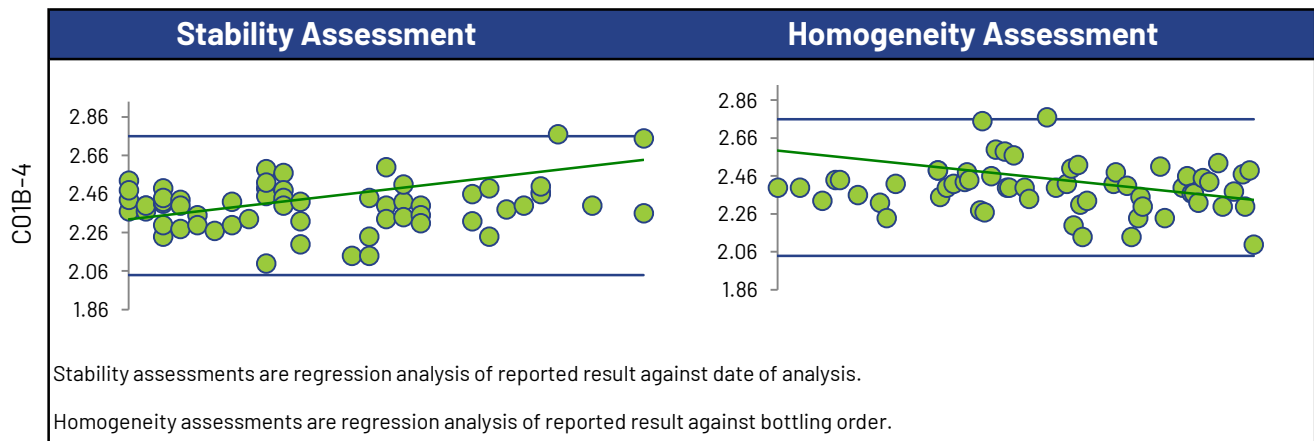 Stability Assessment
Homogeneity Assessment
C01B-4
2.86
2.66
2.46
2.26
2.06
1.86
2.86
2.66
2.46
2.26
2.06
1.86
Stability assessments are regression analysis of reported result against date of analysis.
Homogeneity assessments are regression analysis of reported result against bottling order.